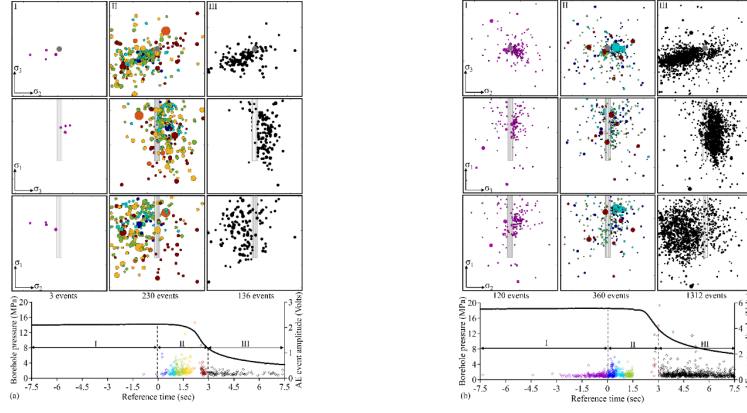 I II III
σ3
σ2
σ1
σ3
σ1
σ2
3 events 230 events 136 events
Borehole pressure (MPa)
20
16
12
8
4
0
I II III
3
2
1
0
AE event amplitude (Volts)
-7.5 -6 -4.5 -3 -1.5 0 1.5 3 4.5 6 7.5
(a) Reference time (sec)
I II III
σ3
σ2
σ1
σ3
σ1
σ2
120 events 360 events 1312 events
Borehole pressure (MPa)
20
16
12
8
4
0
I II III
6
5
-7.5 -6 -4.5 -3 -1.5 0 1.5 3 4.5 6 7.5
(b) Reference time (sec)